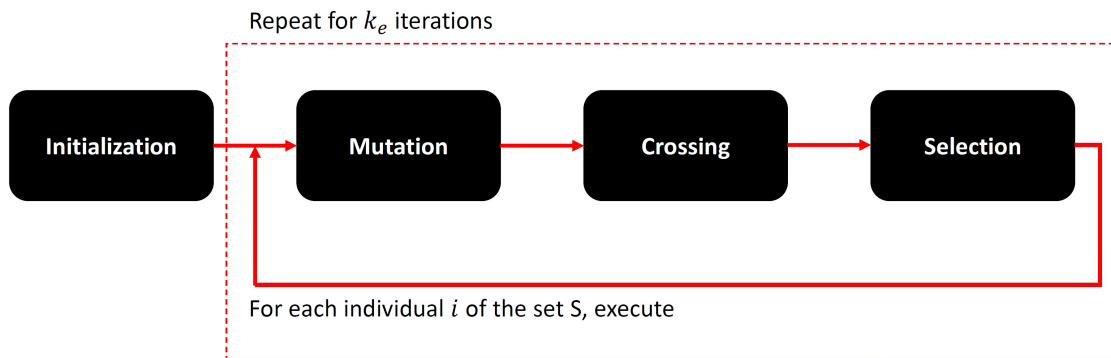 Repeat for kₑ iterations
Initialization
Mutation
Crossing
Selection
For each individual i of the set S, execute